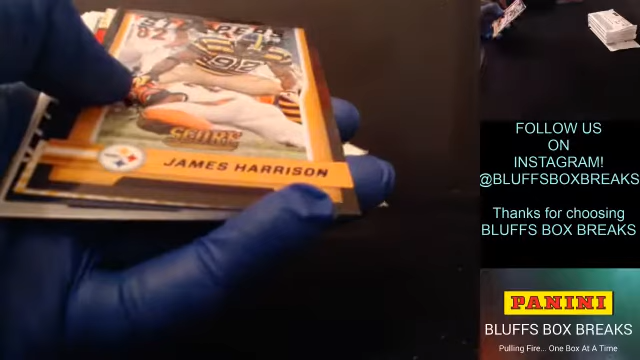 92
JAMES HARRISON
FOLLOW US
ON
INSTAGRAM!
@BLUFFSBOXBREAKS
Thanks for choosing
BLUFFS BOX BREAKS
PANINI
BLUFFS BOX BREAKS
Pulling Fire... One Box At A Time